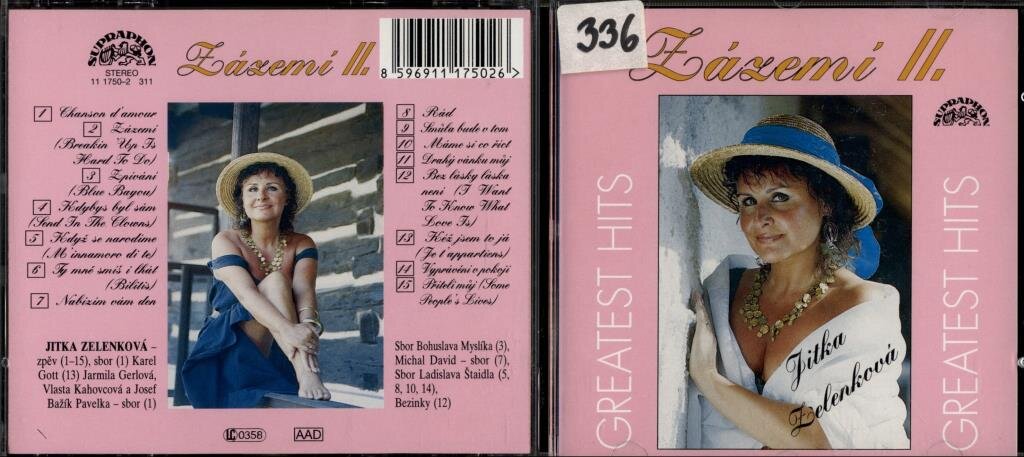 SUPRAPHON
STEREO
11 1750-2 311
Zázemí II.
8 596911 175026 >
1 Chanson d'amour
2 Zázemí
(Breakin' Up Is
Hard To Do)
3 Zpívání
(Blue Bayou)
4 Kdybys byl sám
(Send In The Clowns)
5 Když se narodíme
(M'innamoro di te)
6 Ty mně smíš i lhát
(Bilitis)
7 Nabízím vám den
8 Rád
9 Smůla bude v tom
10 Máme si co říct
11 Drahý vánku můj
12 Bez lásky láska
není (I Want
To Know What
Love Is)
13 Kéž jsem to já
(Je t'appartiens)
14 Vyprávění o pokoji
15 Příteli můj (Some
People's Lives)
JITKA ZELENKOVÁ –
zpěv (1–15), sbor (1) Karel
Gott (13) Jarmila Gerlová,
Vlasta Kahovcová a Josef
Bažík Pavelka – sbor (1)
Sbor Bohuslava Myslíka (3),
Michal David – sbor (7),
Sbor Ladislava Štaidla (5,
8, 10, 14),
Bezinky (12)
LC 0358
AAD
336
Zázemí II.
SUPRAPHON
GREATEST HITS
GREATEST HITS
Jitka
Zelenková